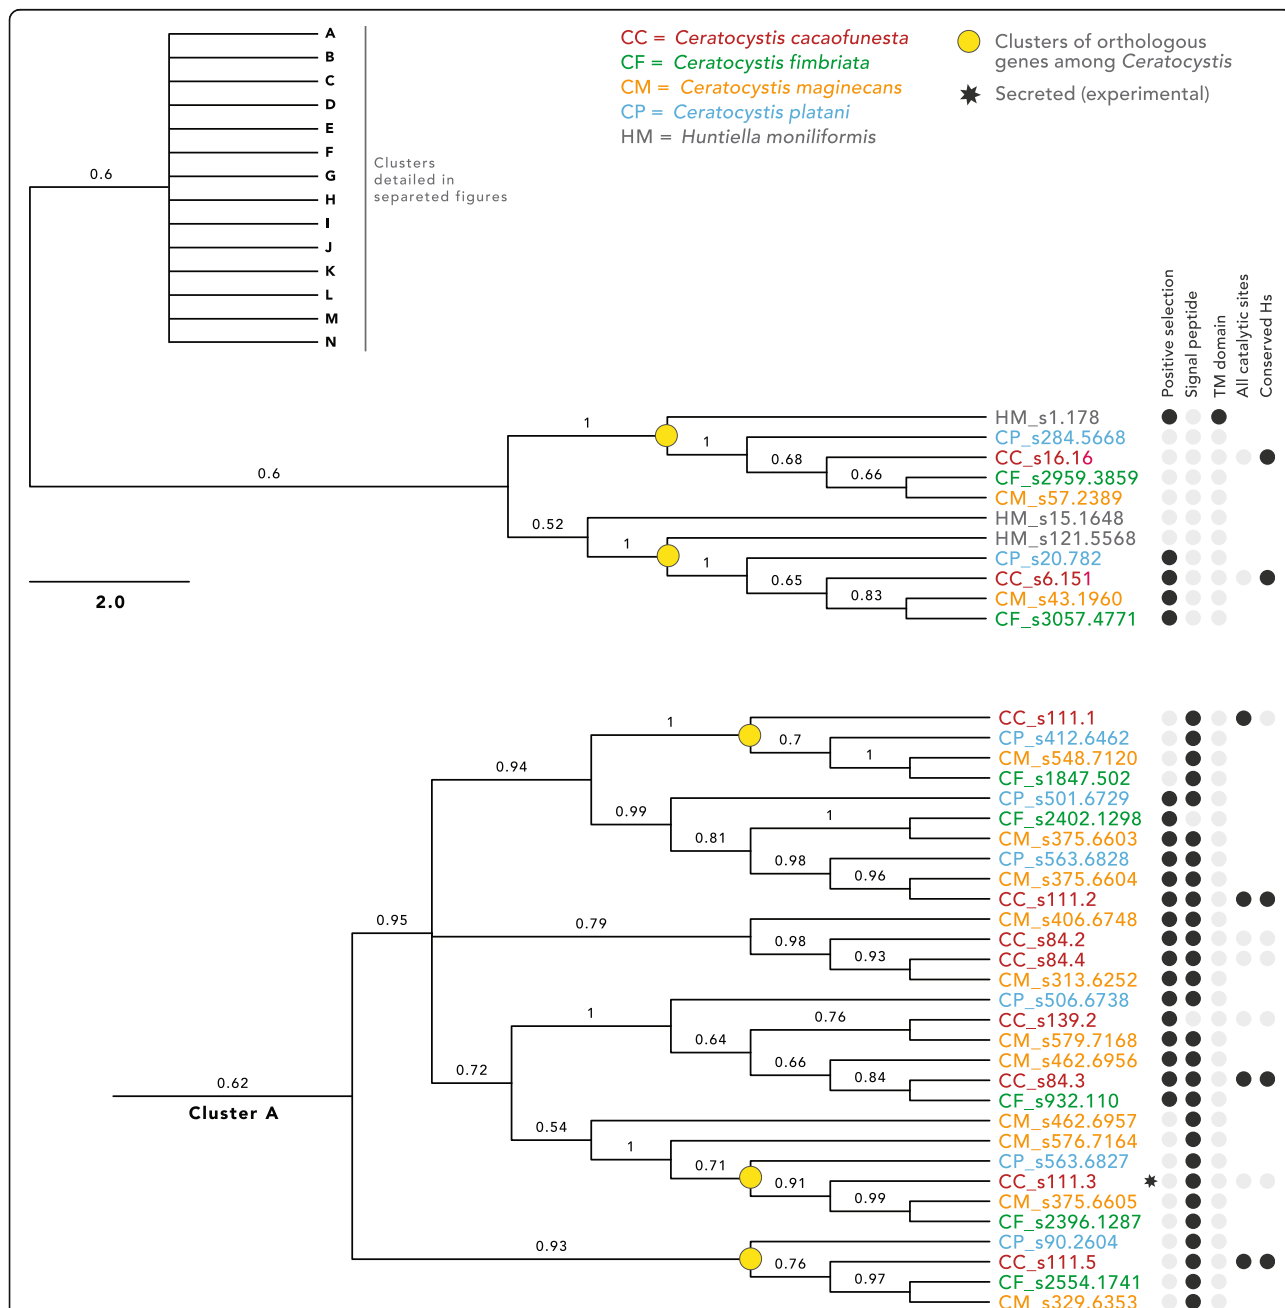 A
B
C
D
E
F
G
H
I
J
K
L
M
N
0.6
Clusters
detailed in
separeted figures
CC = Ceratocystis cacaofunesta
CF = Ceratocystis fimbriata
CM = Ceratocystis maginecans
CP = Ceratocystis platani
HM = Huntiella moniliformis
Clusters of orthologous
genes among Ceratocystis
Secreted (experimental)
Positive selection
Signal peptide
TM domain
All catalytic sites
Conserved Hs
0.6
1
1
0.68
0.66
0.52
1
1
0.65
0.83
HM_s1.178
CP_s284.5668
CC_s16.16
CF_s2959.3859
CM_s57.2389
HM_s15.1648
HM_s121.5568
CP_s20.782
CC_s6.151
CM_s43.1960
CF_s3057.4771
2.0
0.62
Cluster A
0.95
0.94
1
0.7
1
0.99
0.81
1
0.98
0.96
0.79
0.98
0.93
0.72
1
0.64
0.76
0.66
0.84
0.54
1
0.71
0.91
0.99
0.93
0.76
0.97
CC_s111.1
CP_s412.6462
CM_s548.7120
CF_s1847.502
CP_s501.6729
CF_s2402.1298
CM_s375.6603
CP_s563.6828
CM_s375.6604
CC_s111.2
CM_s406.6748
CC_s84.2
CC_s84.4
CM_s313.6252
CP_s506.6738
CC_s139.2
CM_s579.7168
CM_s462.6956
CC_s84.3
CF_s932.110
CM_s462.6957
CM_s576.7164
CP_s563.6827
CC_s111.3
CM_s375.6605
CF_s2396.1287
CP_s90.2604
CC_s111.5
CF_s2554.1741
CM_s329.6353